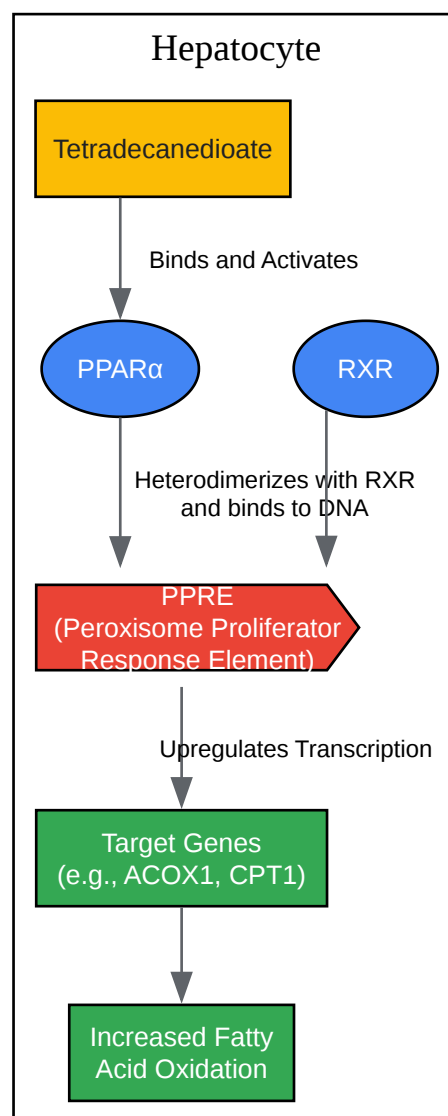 Hepatocyte
Tetradecanedioate
Binds and Activates
PPARα
RXR
Heterodimerizes with RXR
and binds to DNA
PPRE
(Peroxisome Proliferator
Response Element)
Upregulates Transcription
Target Genes
(e.g., ACOX1, CPT1)
Increased Fatty
Acid Oxidation